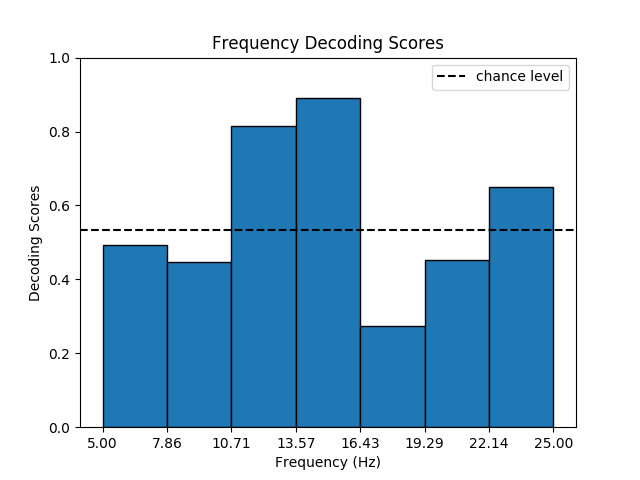 Frequency Decoding Scores
chance level
Decoding Scores
1.0
0.8
0.6
0.4
0.2
0.0
5.00 7.86 10.71 13.57 16.43 19.29 22.14 25.00
Frequency (Hz)